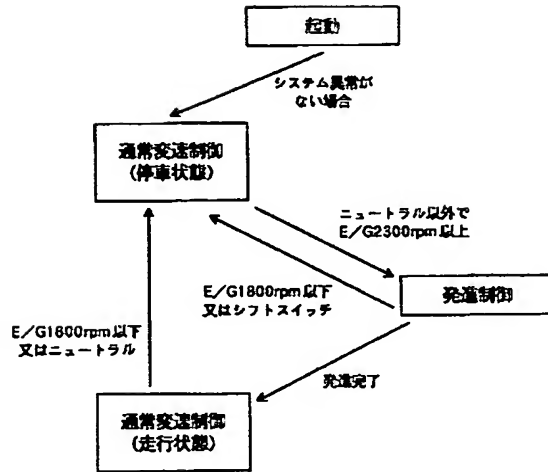 起動
システム異常が
ない場合
通常変速制御
(停車状態)
ニュートラル以外で
E/G2300rpm以上
E/G1800rpm以下
又はシフトスイッチ
発進制御
E/G1800rpm以下
又はニュートラル
発進完了
通常変速制御
(走行状態)